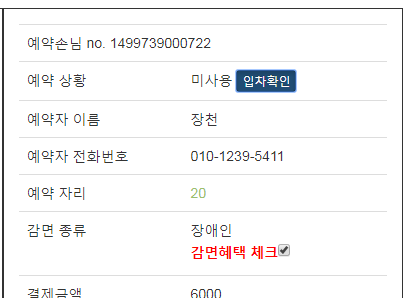 예약손님 no. 1499739000722
예약 상황 미사용 입차확인
예약자 이름 장천
예약자 전화번호 010-1239-5411
예약 자리 20
감면 종류 장애인
감면혜택 체크
결제금액 6000